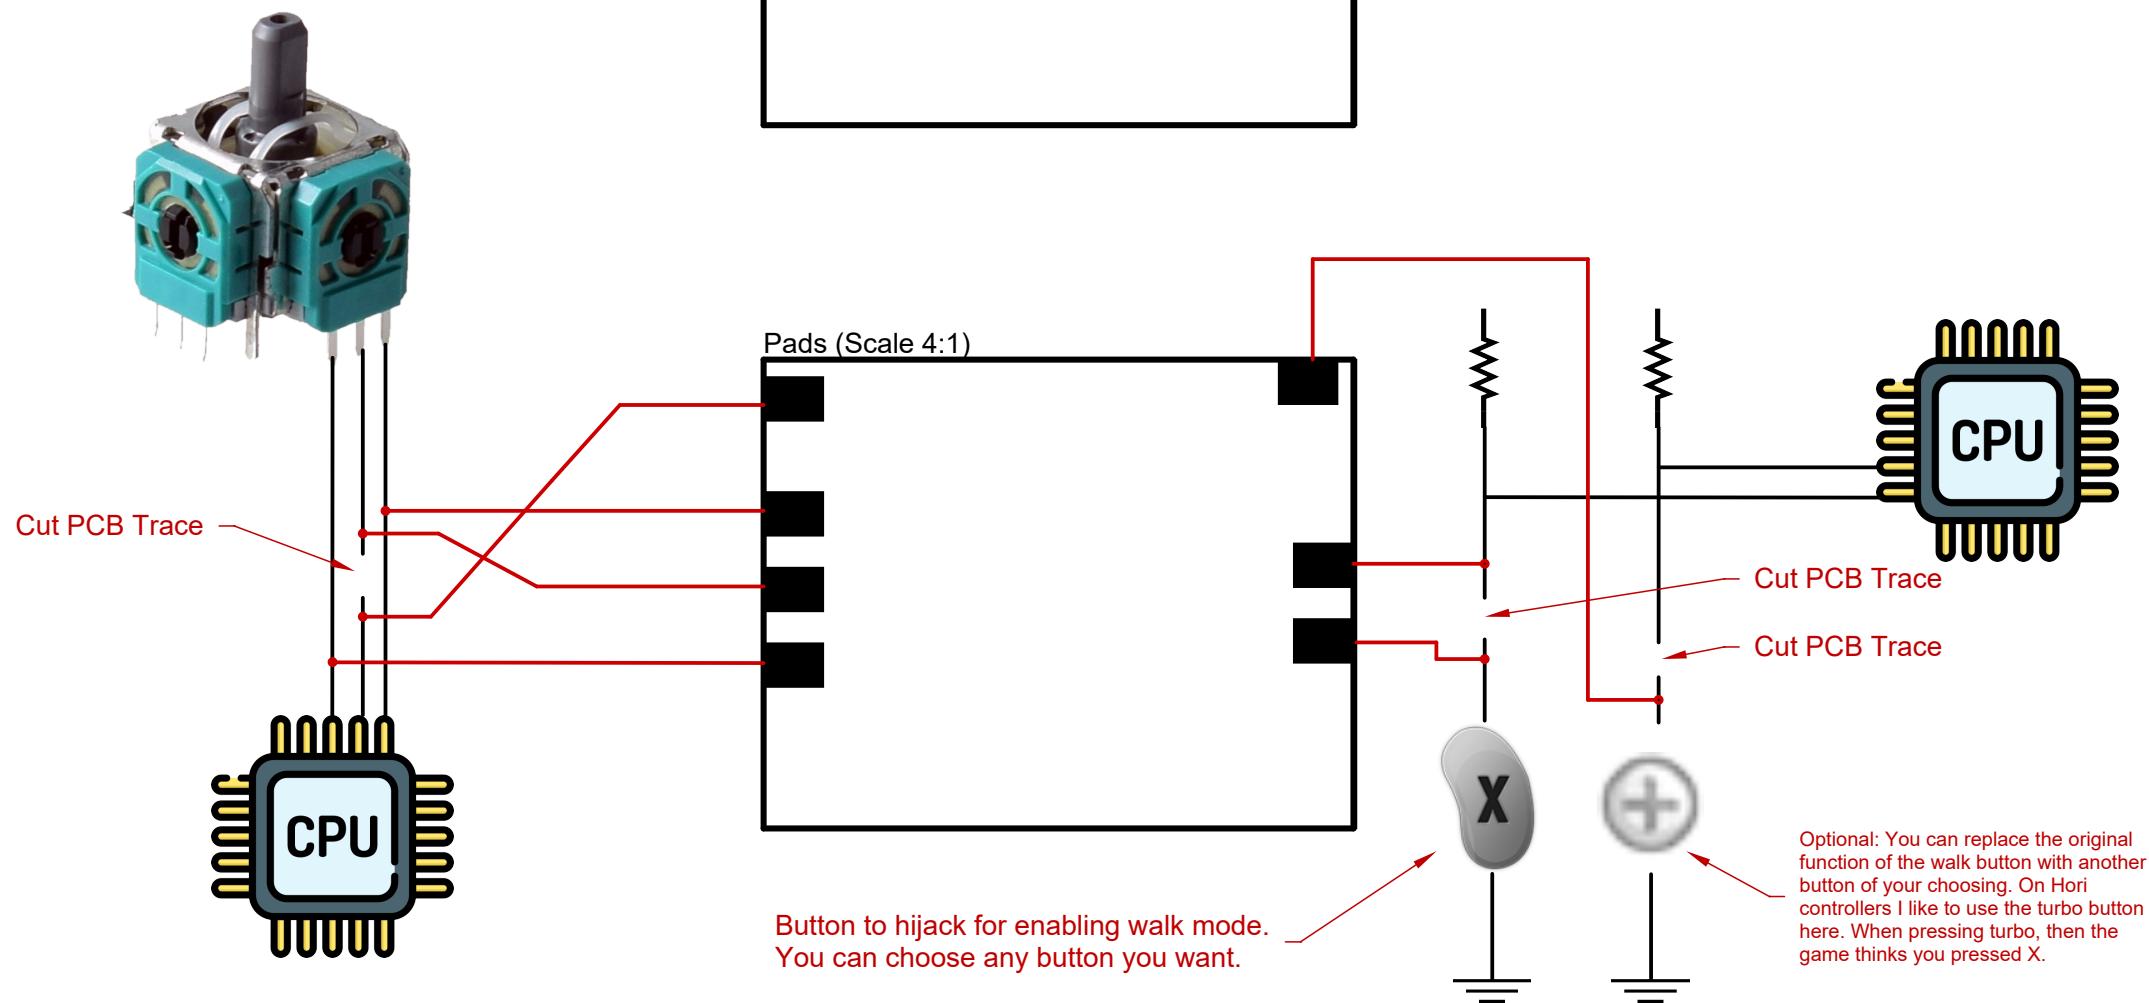 Pads (Scale 4:1)
CPU
Cut PCB Trace
Cut PCB Trace
Cut PCB Trace
CPU
X
Optional: You can replace the original
function of the walk button with another
button of your choosing. On Hori
controllers I like to use the turbo button
here. When pressing turbo, then the
game thinks you pressed X.
Button to hijack for enabling walk mode.
You can choose any button you want.